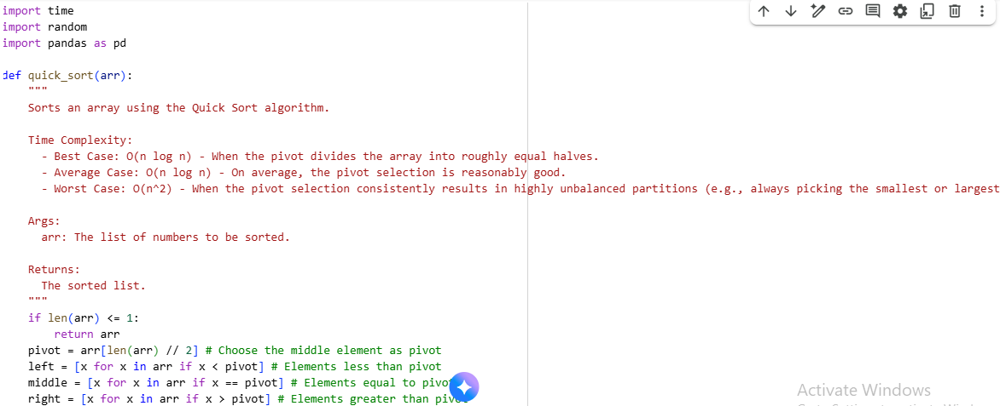 import time
import random
import pandas as pd
def quick_sort(arr):
"""
Sorts an array using the Quick Sort algorithm.
Time Complexity:
- Best Case: O(n log n) - When the pivot divides the array into roughly equal halves.
- Average Case: O(n log n) - On average, the pivot selection is reasonably good.
- Worst Case: O(n^2) - When the pivot selection consistently results in highly unbalanced partitions (e.g., always picking the smallest or largest
Args:
arr: The list of numbers to be sorted.
Returns:
The sorted list.
"""
if len(arr) <= 1:
return arr
pivot = arr[len(arr) // 2] # Choose the middle element as pivot
left = [x for x in arr if x < pivot] # Elements less than pivot
middle = [x for x in arr if x == pivot] # Elements equal to
right = [x for x in arr if x > pivot] # Elements greater than
Activate Windows